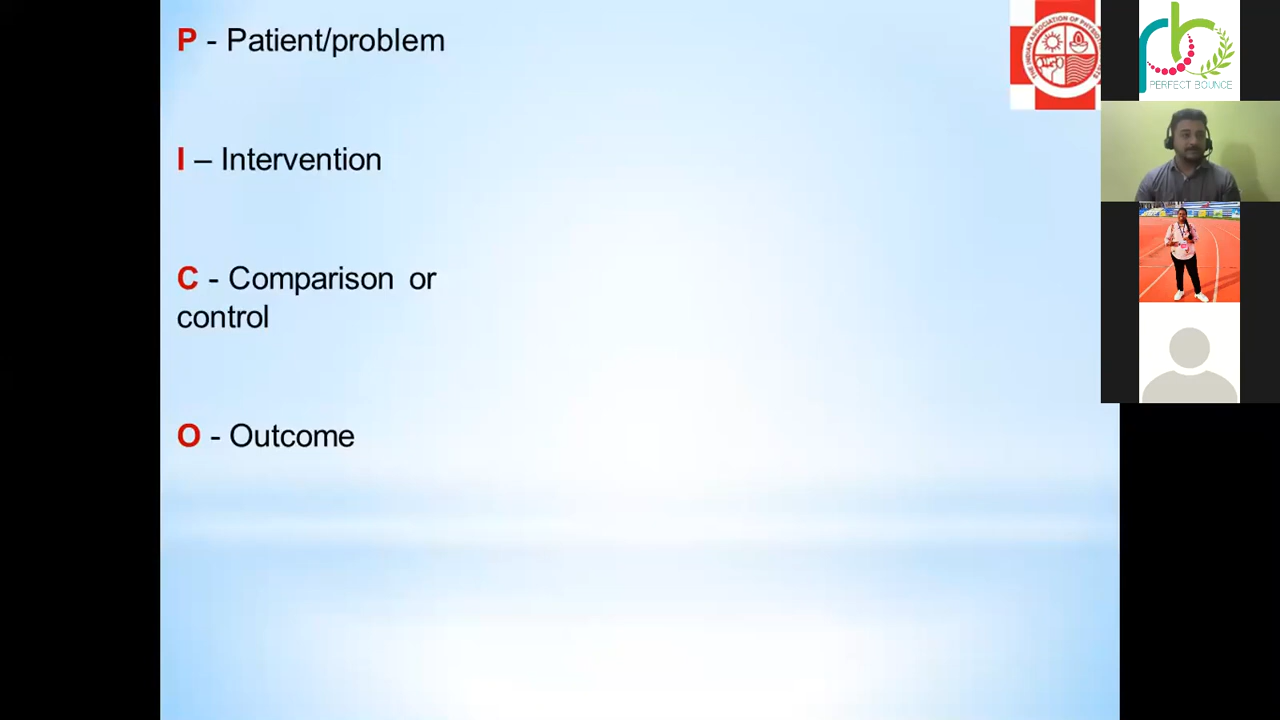 P - Patient/problem
I – Intervention
C - Comparison or
control
O - Outcome
PERFECT BOUNCE